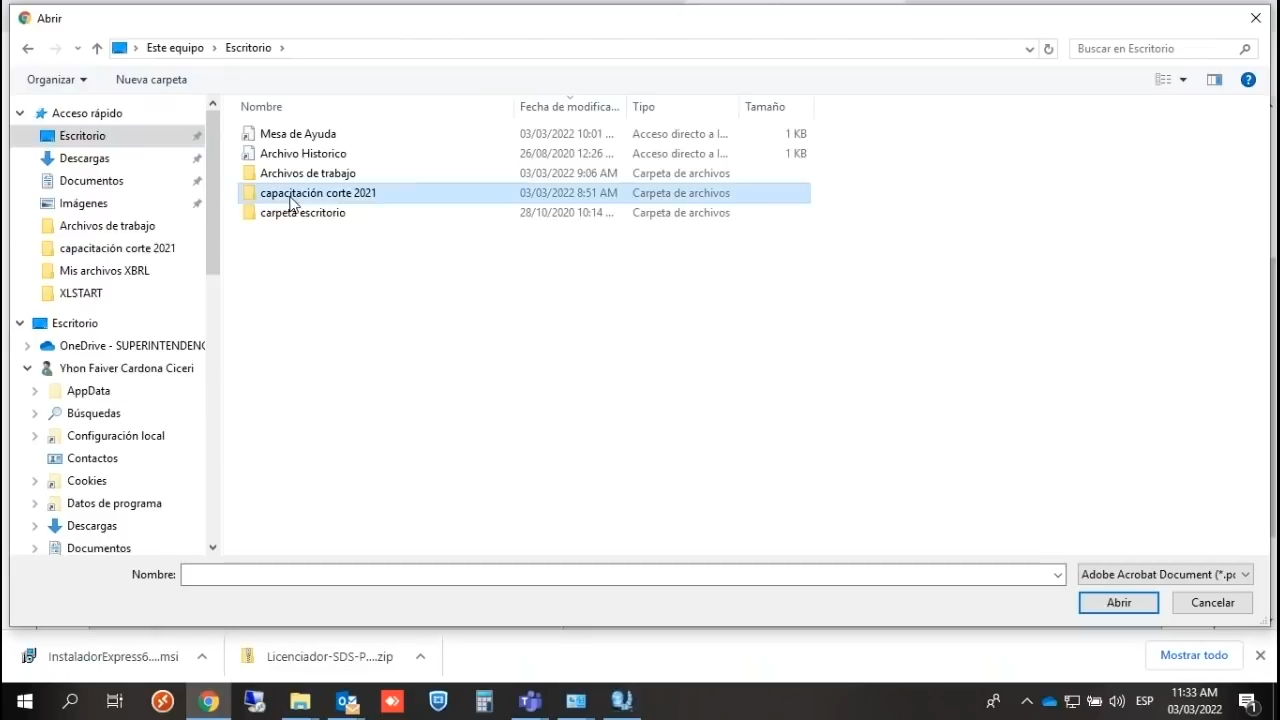 Abrir
Este equipo > Escritorio >
Buscar en Escritorio
Organizar
Nueva carpeta
Nombre
Fecha de modifica...
Tipo
Tamaño
Acceso rápido
Escritorio
Descargas
Documentos
Imágenes
Archivos de trabajo
capacitación corte 2021
Mis archivos XBRL
XLSTART
Escritorio
OneDrive - SUPERINTENDENC
Yhon Faiver Cardona Ciceri
AppData
Búsquedas
Configuración local
Contactos
Cookies
Datos de programa
Descargas
Documentos
Mesa de Ayuda 03/03/2022 10:01 ... Acceso directo a I... 1 KB
Archivo Historico 26/08/2020 12:26 ... Acceso directo a I... 1 KB
Archivos de trabajo 03/03/2022 9:06 AM Carpeta de archivos
capacitación corte 2021 03/03/2022 8:51 AM Carpeta de archivos
carpeta escritorio 28/10/2020 10:14 ... Carpeta de archivos
Nombre:
Adobe Acrobat Document (*.pc
Abrir
Cancelar
InstaladorExpress6....msi
Licenciador-SDS-P....zip
Mostrar todo
ESP
11:33 AM
03/03/2022
1